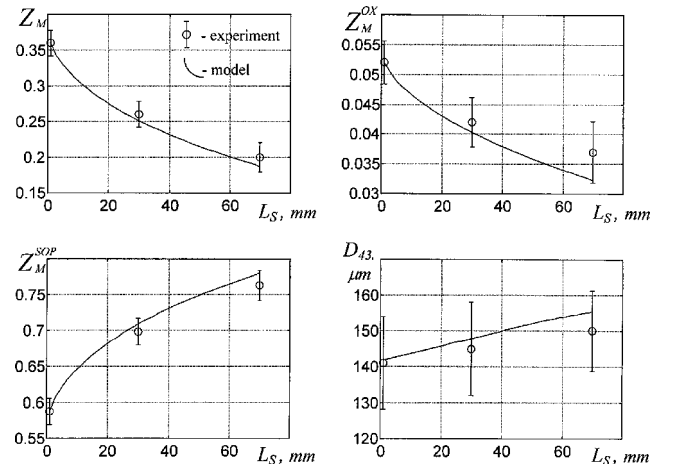 Z_M
0.35
0.3
0.25
0.2
0.15
0 20 40 60 L_S, mm
- experiment
- model
Z_M^OX
0.055
0.05
0.045
0.04
0.035
0.03
0 20 40 60 L_S, mm
Z_M^SOP
0.75
0.7
0.65
0.6
0.55
0 20 40 60 L_S, mm
D_43,
μm
160
150
140
130
120
0 20 40 60 L_S, mm